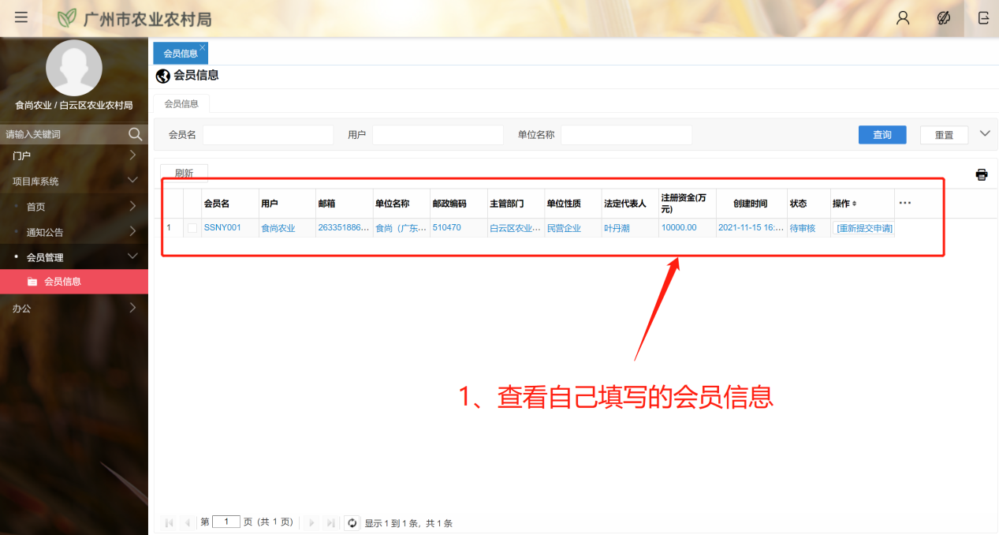 广州市农业农村局
食尚农业 / 白云区农业农村局
请输入关键词
门户
项目库系统
首页
通知公告
会员管理
会员信息
办公
会员信息
会员信息
会员信息
会员名 用户 单位名称 查询 重置
刷新
会员名 用户 邮箱 单位名称 邮政编码 主管部门 单位性质 法定代表人 注册资金(万元) 创建时间 状态 操作 ...
1 SSNY001 食尚农业 263351886... 食尚（广东... 510470 白云区农业... 民营企业 叶丹潮 10000.00 2021-11-15 16:... 待审核 [重新提交申请]
1、查看自己填写的会员信息
第 1 页 (共 1 页) 显示 1 到 1 条，共 1 条